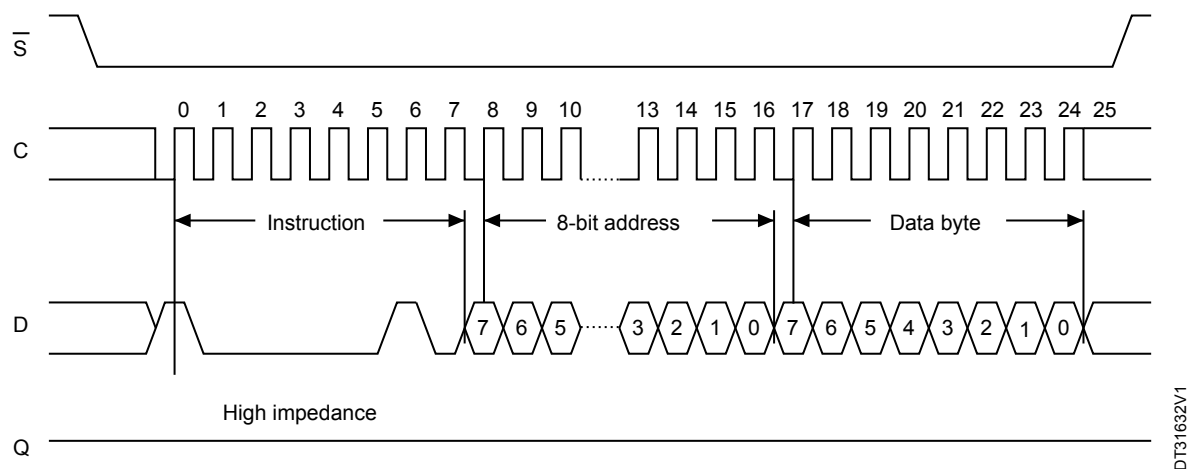 S̅
0 1 2 3 4 5 6 7 8 9 10 13 14 15 16 17 18 19 20 21 22 23 24 25
C
Instruction 8-bit address Data byte
D
7 6 5 3 2 1 0 7 6 5 4 3 2 1 0
High impedance
Q
DT31632V1